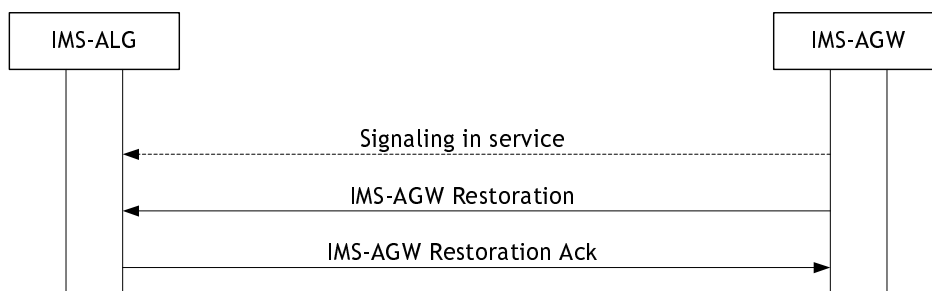 IMS-ALG
IMS-AGW
Signaling in service
IMS-AGW Restoration
IMS-AGW Restoration Ack